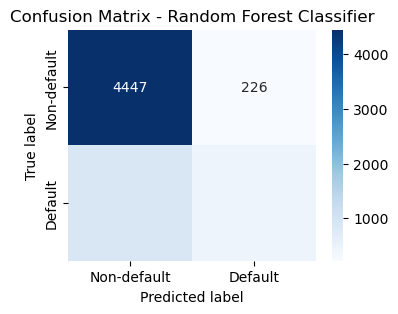 Confusion Matrix - Random Forest Classifier
True label
Non-default
Default
4447 226
4000
3000
2000
1000
Non-default Default
Predicted label